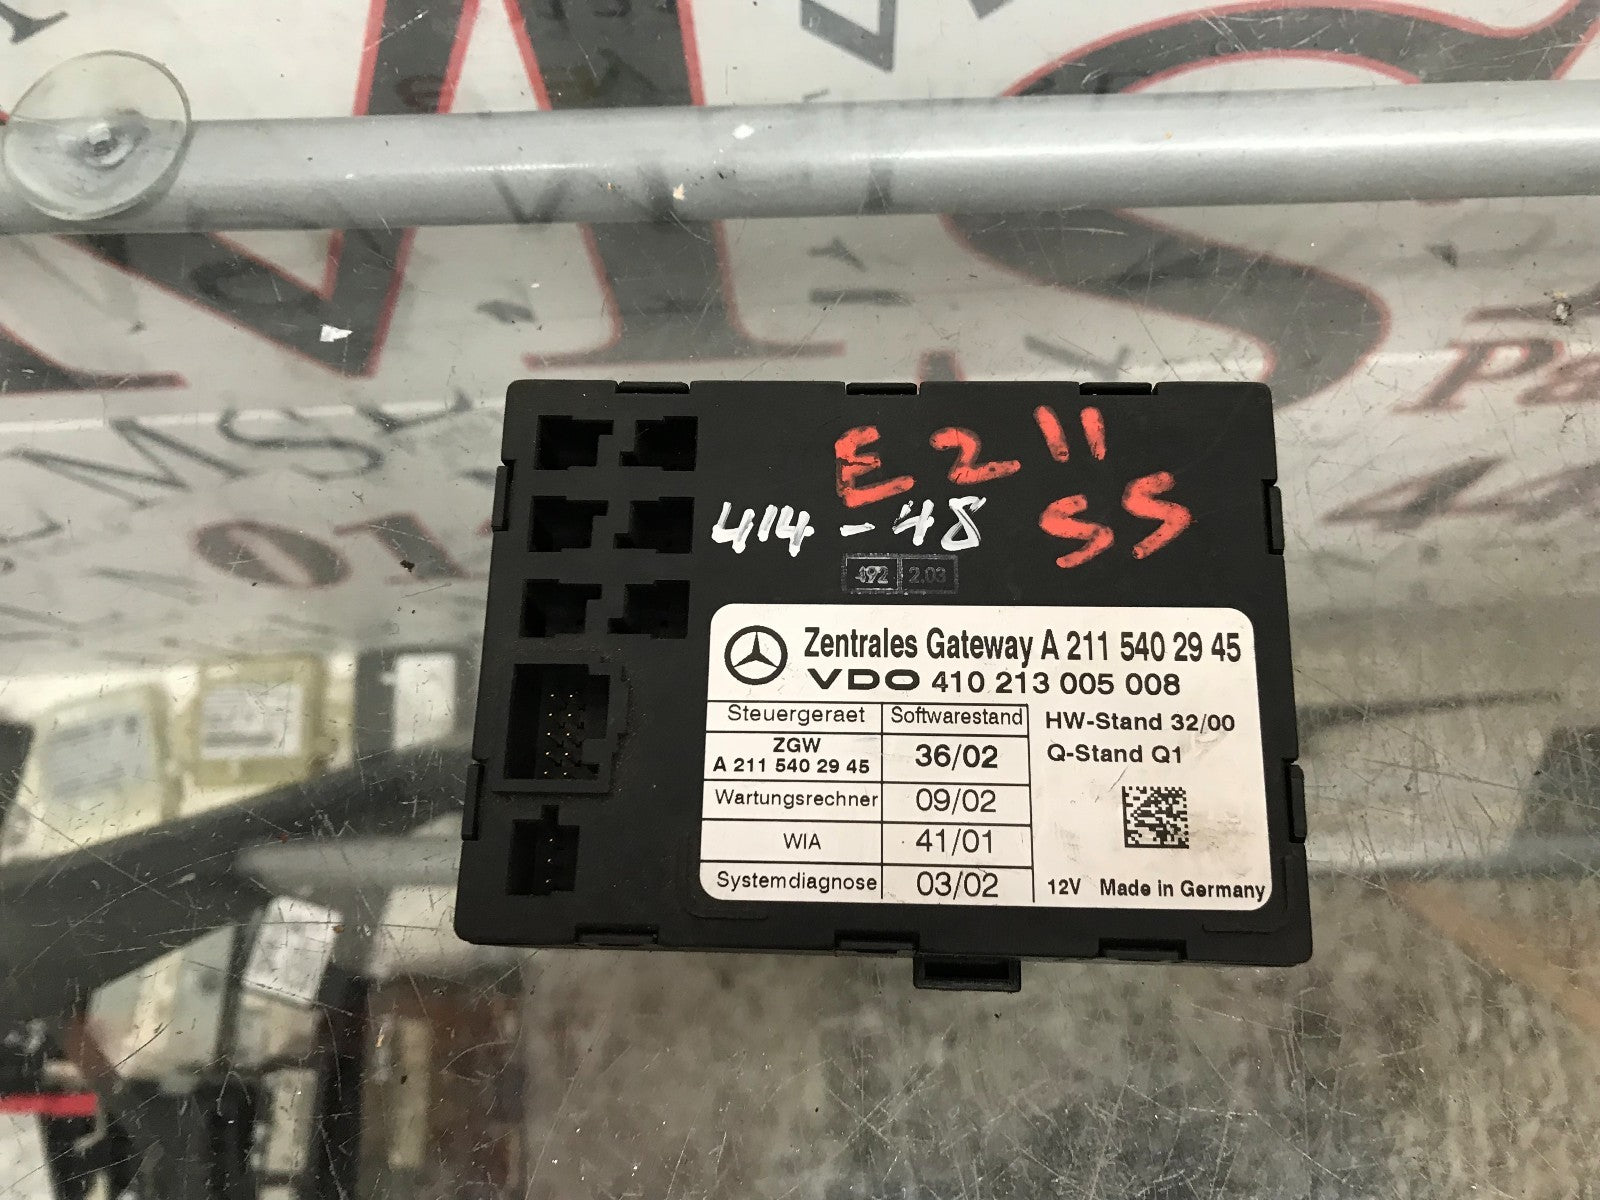 E211
SS
414-48
492 2.03
Zentrales Gateway A 211 540 29 45
VDO 410 213 005 008
Steuergeraet Softwarestand HW-Stand 32/00
ZGW
A 211 540 29 45 36/02 Q-Stand Q1
Wartungsrechner 09/02
WIA 41/01
Systemdiagnose 03/02 12V Made in Germany